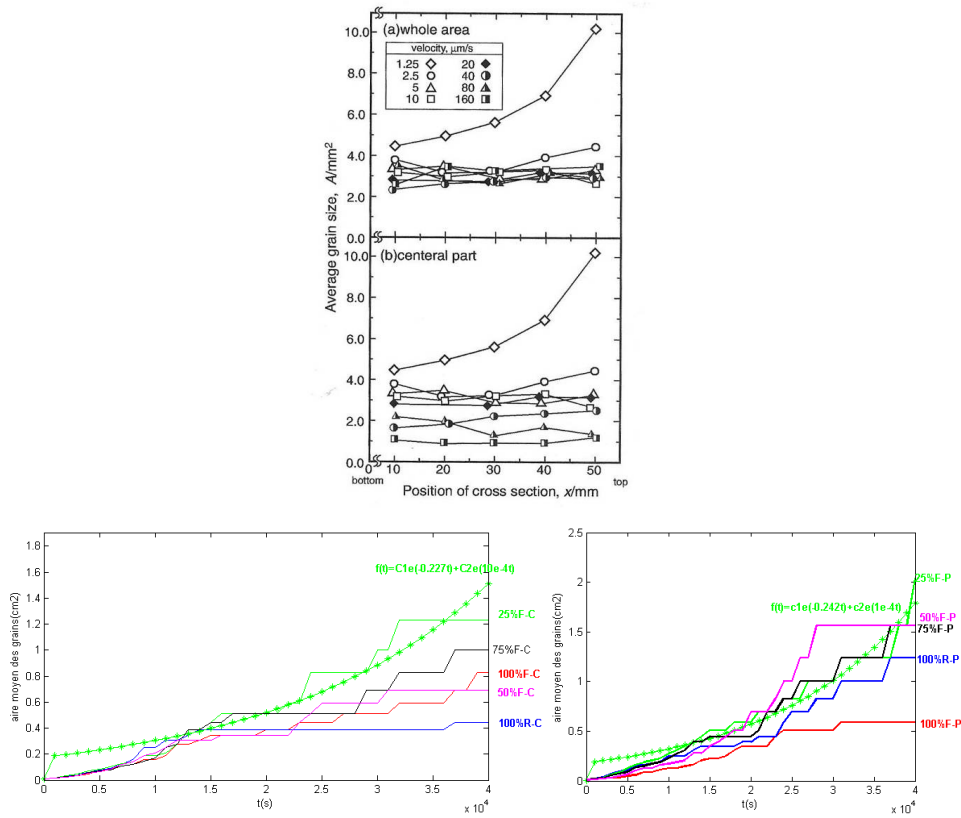 (a)whole area
velocity, μm/s
1.25 20
2.5 40
5 80
10 160
10.0
8.0
6.0
4.0
2.0
0.0
Average grain size, A/mm²
(b)centeral part
10.0
8.0
6.0
4.0
2.0
0.0
0 10 20 30 40 50
bottom top
Position of cross section, x/mm
1.8
1.6
1.4
1.2
1
0.8
0.6
0.4
0.2
0
aire moyen des grains(cm2)
f(t)=C1e(-0.227t)+C2e(10e-4t)
25%F-C
75%F-C
100%F-C
50%F-C
100%R-C
0 0.5 1 1.5 2 2.5 3 3.5 4
t(s)
x 10⁴
2.5
2
1.5
1
0.5
0
aire moyen des grains(cm2)
25%F-P
f(t)=c1e(-0.242t)+c2e(1e-4t)
50%F-P
75%F-P
100%R-P
100%F-P
0 0.5 1 1.5 2 2.5 3 3.5 4
t(s)
x 10⁴